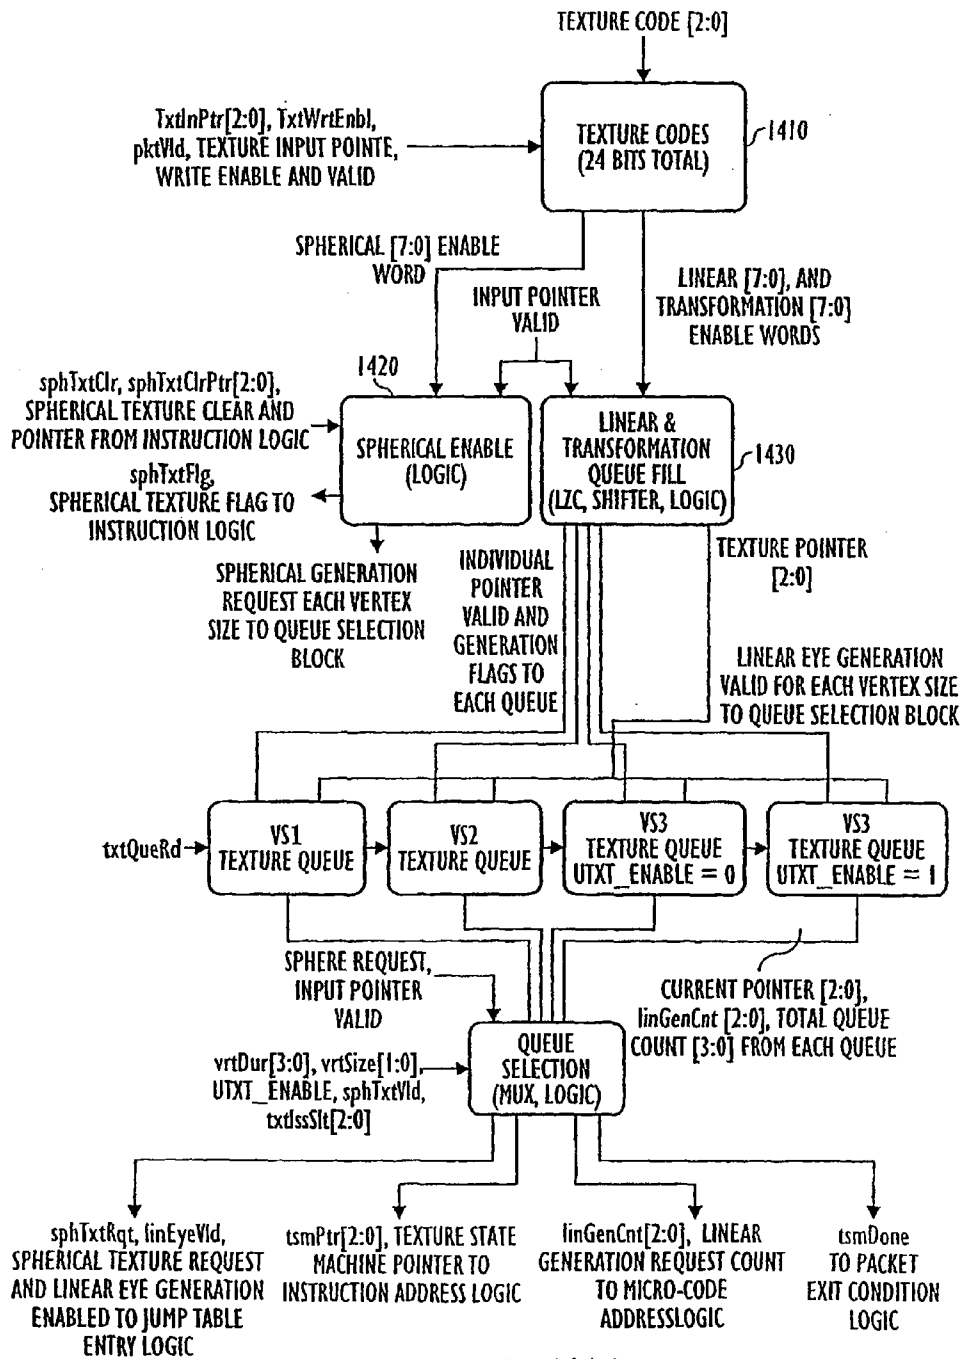 TEXTURE CODE [2:0]
TxtInPtr[2:0], TxtWrtEnbl,
pktVld, TEXTURE INPUT POINTE,
WRITE ENABLE AND VALID
TEXTURE CODES
(24 BITS TOTAL)
1410
SPHERICAL [7:0] ENABLE
WORD
INPUT POINTER
VALID
LINEAR [7:0], AND
TRANSFORMATION [7:0]
ENABLE WORDS
1420
sphTxtClr, sphTxtClrPtr[2:0],
SPHERICAL TEXTURE CLEAR AND
POINTER FROM INSTRUCTION LOGIC
sphTxtFlg,
SPHERICAL TEXTURE FLAG TO
INSTRUCTION LOGIC
SPHERICAL ENABLE
(LOGIC)
LINEAR &
TRANSFORMATION
QUEUE FILL
(LZC, SHIFTER, LOGIC)
1430
SPHERICAL GENERATION
REQUEST EACH VERTEX
SIZE TO QUEUE SELECTION
BLOCK
INDIVIDUAL
POINTER
VALID AND
GENERATION
FLAGS TO
EACH QUEUE
TEXTURE POINTER
[2:0]
LINEAR EYE GENERATION
VALID FOR EACH VERTEX SIZE
TO QUEUE SELECTION BLOCK
txtQueRd
VS1
TEXTURE QUEUE
VS2
TEXTURE QUEUE
VS3
TEXTURE QUEUE
UTXT_ENABLE = 0
VS3
TEXTURE QUEUE
UTXT_ENABLE = 1
SPHERE REQUEST,
INPUT POINTER
VALID
CURRENT POINTER [2:0],
linGenCnt [2:0], TOTAL QUEUE
COUNT [3:0] FROM EACH QUEUE
vrtDur[3:0], vrtSize[1:0],
UTXT_ENABLE, sphTxtVld,
txtIssSlt[2:0]
QUEUE
SELECTION
(MUX, LOGIC)
sphTxtRqt, linEyeVld,
SPHERICAL TEXTURE REQUEST
AND LINEAR EYE GENERATION
ENABLED TO JUMP TABLE
ENTRY LOGIC
tsmPtr[2:0], TEXTURE STATE
MACHINE POINTER TO
INSTRUCTION ADDRESS LOGIC
linGenCnt[2:0], LINEAR
GENERATION REQUEST COUNT
TO MICRO-CODE
ADDRESSLOGIC
tsmDone
TO PACKET
EXIT CONDITION
LOGIC